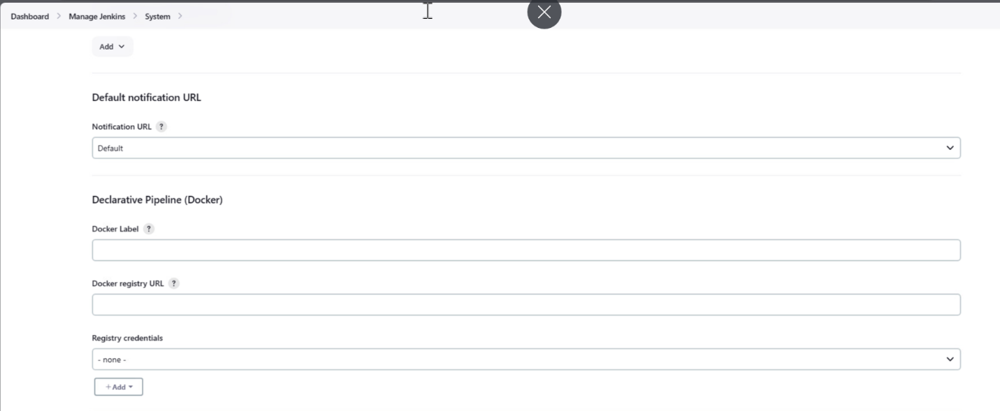 Dashboard > Manage Jenkins > System >
Add
Default notification URL
Notification URL ?
Default
Declarative Pipeline (Docker)
Docker Label ?
Docker registry URL ?
Registry credentials
- none -
+ Add